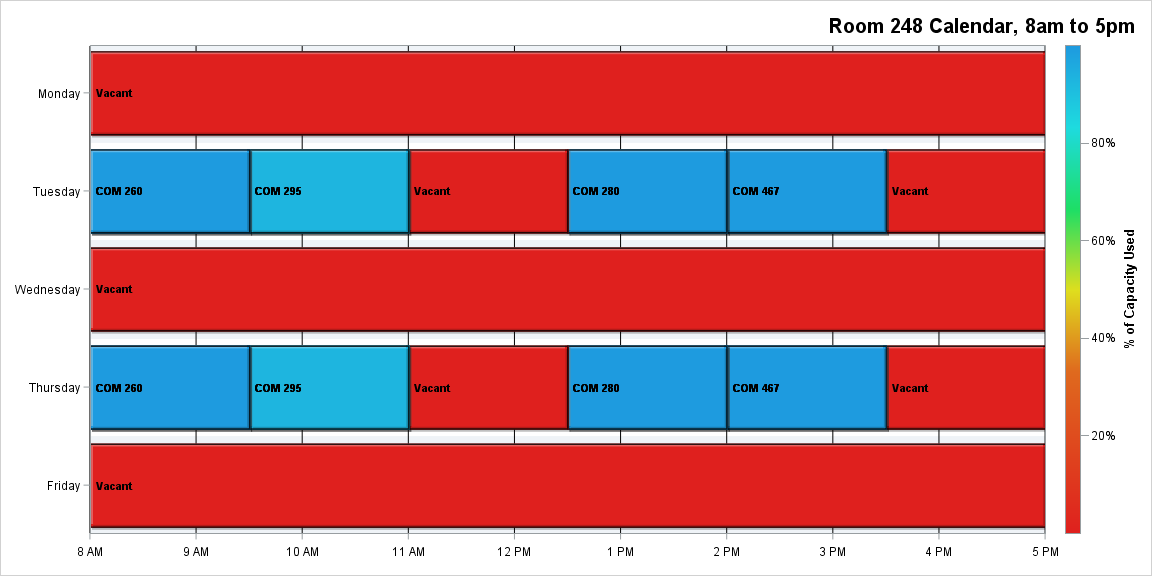 Room 248 Calendar, 8am to 5pm
Monday
Vacant
Tuesday
COM 260
COM 295
Vacant
COM 280
COM 467
Vacant
Wednesday
Vacant
Thursday
COM 260
COM 295
Vacant
COM 280
COM 467
Vacant
Friday
Vacant
8 AM
9 AM
10 AM
11 AM
12 PM
1 PM
2 PM
3 PM
4 PM
5 PM
80%
60%
40%
20%
% of Capacity Used